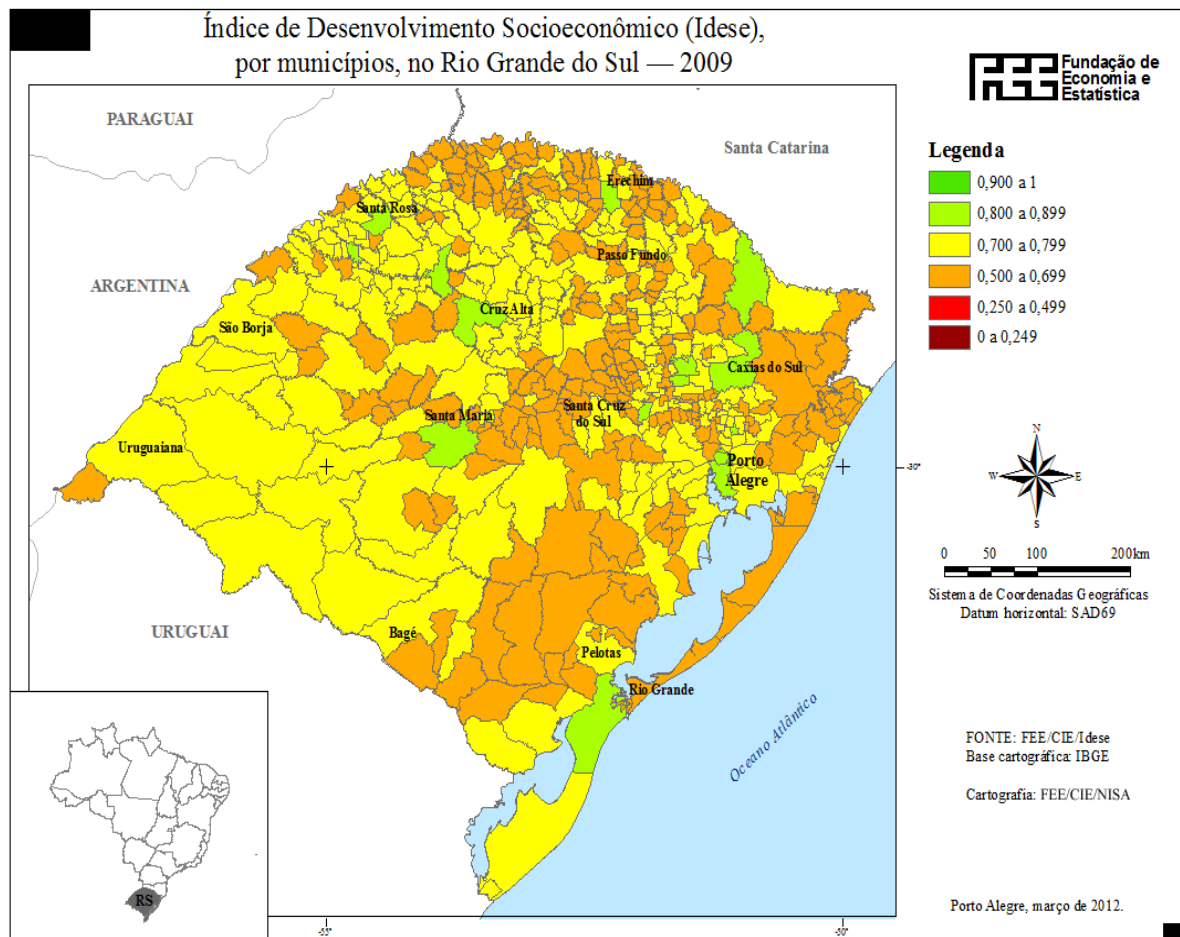 Índice de Desenvolvimento Socioeconômico (Idese),
por municípios, no Rio Grande do Sul — 2009
FEE
Fundação de
Economia e
Estatística
PARAGUAI
Santa Catarina
ARGENTINA
URUGUAI
Erechim
Santa Rosa
Passo Fundo
Cruz Alta
São Borja
Caxias do Sul
Santa Maria
Santa Cruz
do Sul
Uruguaiana
Porto
Alegre
Bagé
Pelotas
Rio Grande
Oceano Atlântico
-30°
-55°
-50°
RS
Legenda
0,900 a 1
0,800 a 0,899
0,700 a 0,799
0,500 a 0,699
0,250 a 0,499
0 a 0,249
N
W
E
S
0 50 100 200km
Sistema de Coordenadas Geográficas
Datum horizontal: SAD69
FONTE: FEE/CIE/Idese
Base cartográfica: IBGE
Cartografia: FEE/CIE/NISA
Porto Alegre, março de 2012.